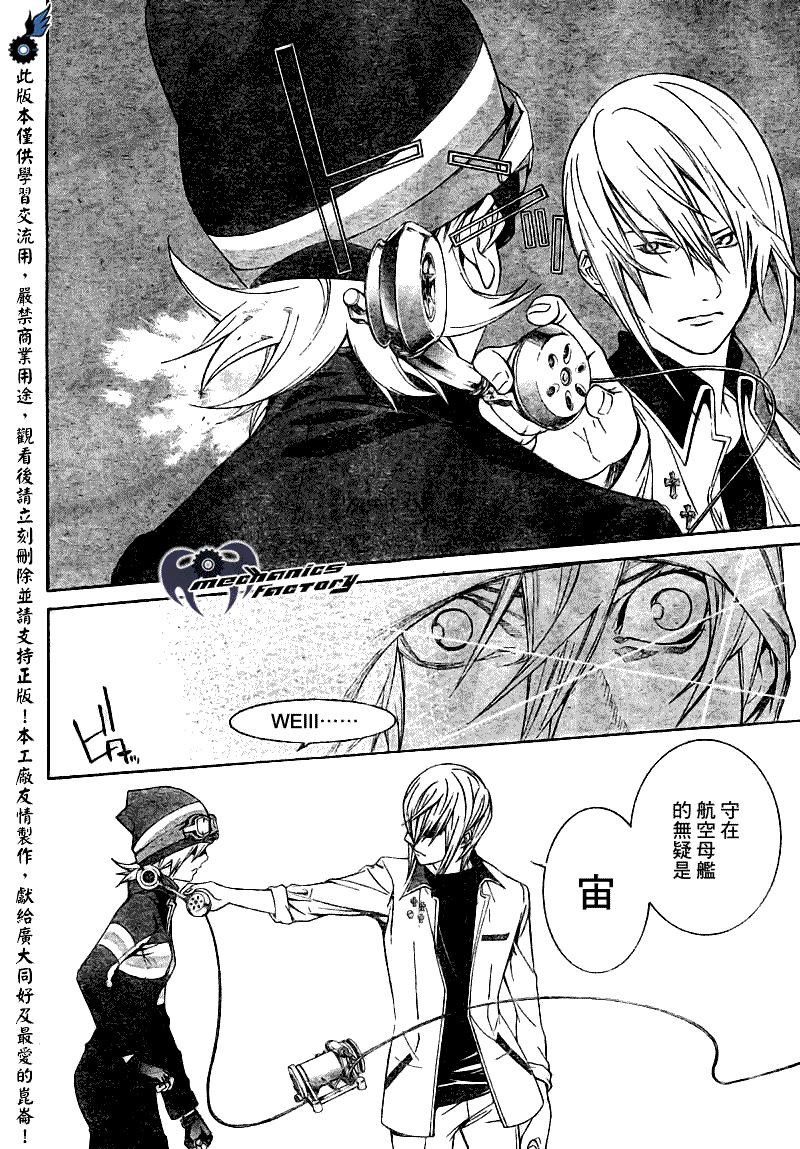 此版本僅供學習交流用，嚴禁商業用途，觀看後請立刻刪除並請支持正版！本工廠友情製作，獻給廣大同好及最愛的崑崙！
mechanics
factory
WEIII……
守在
航空母艦
的無疑是
宙